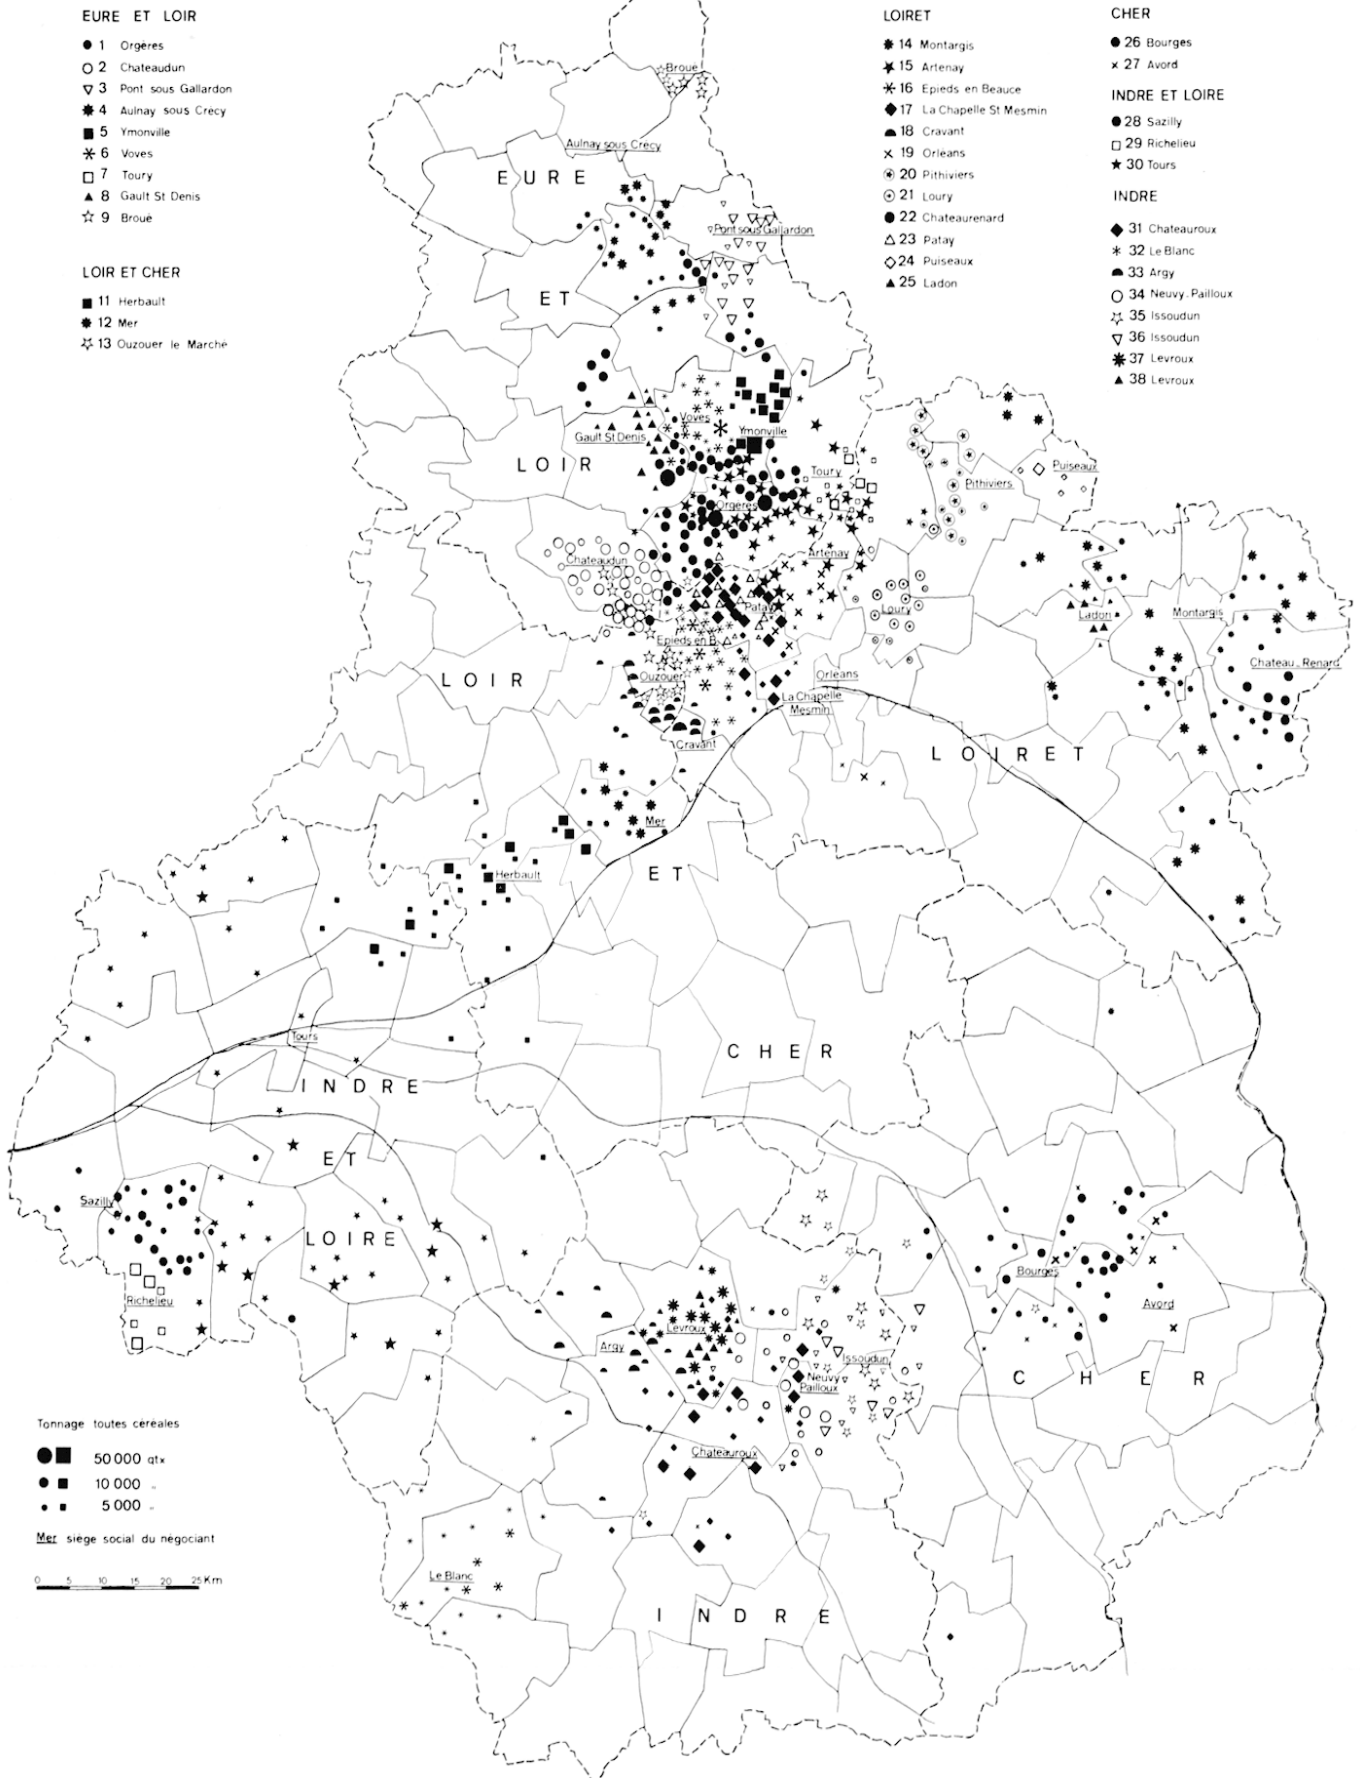 EURE ET LOIR
1 Orgères
2 Chateaudun
3 Pont sous Gallardon
4 Aulnay sous Crécy
5 Ymonville
6 Voves
7 Toury
8 Gault St Denis
9 Broué
LOIR ET CHER
11 Herbault
12 Mer
13 Ouzouer le Marché
LOIRET
14 Montargis
15 Artenay
16 Epieds en Beauce
17 La Chapelle St Mesmin
18 Cravant
19 Orléans
20 Pithiviers
21 Loury
22 Chateaurenard
23 Patay
24 Puiseaux
25 Ladon
CHER
26 Bourges
27 Avord
INDRE ET LOIRE
28 Sazilly
29 Richelieu
30 Tours
INDRE
31 Chateauroux
32 Le Blanc
33 Argy
34 Neuvy-Pailloux
35 Issoudun
36 Issoudun
37 Levroux
38 Levroux
Broué
Aulnay sous Crécy
EURE
Pont sous Gallardon
ET
Voves
Ymonville
Gault St Denis
LOIR
Toury
Puiseaux
Pithiviers
Orgères
Artenay
Chateaudun
Patay
Loury
Ladon
Montargis
Epieds en B.
Chateau-Renard
LOIR
Ouzouer
Orléans
La Chapelle
Mesmin
Cravant
LOIRET
Mer
Herbault
ET
Tours
CHER
INDRE
ET
Sazilly
LOIRE
Bourges
Richelieu
Avord
Levroux
Argy
Issoudun
Neuvy
Pailloux
CHER
Chateauroux
Le Blanc
INDRE
Tonnage toutes céréales
50 000 qtx
10 000 -
5 000 -
Mer siège social du négociant
0 5 10 15 20 25 Km